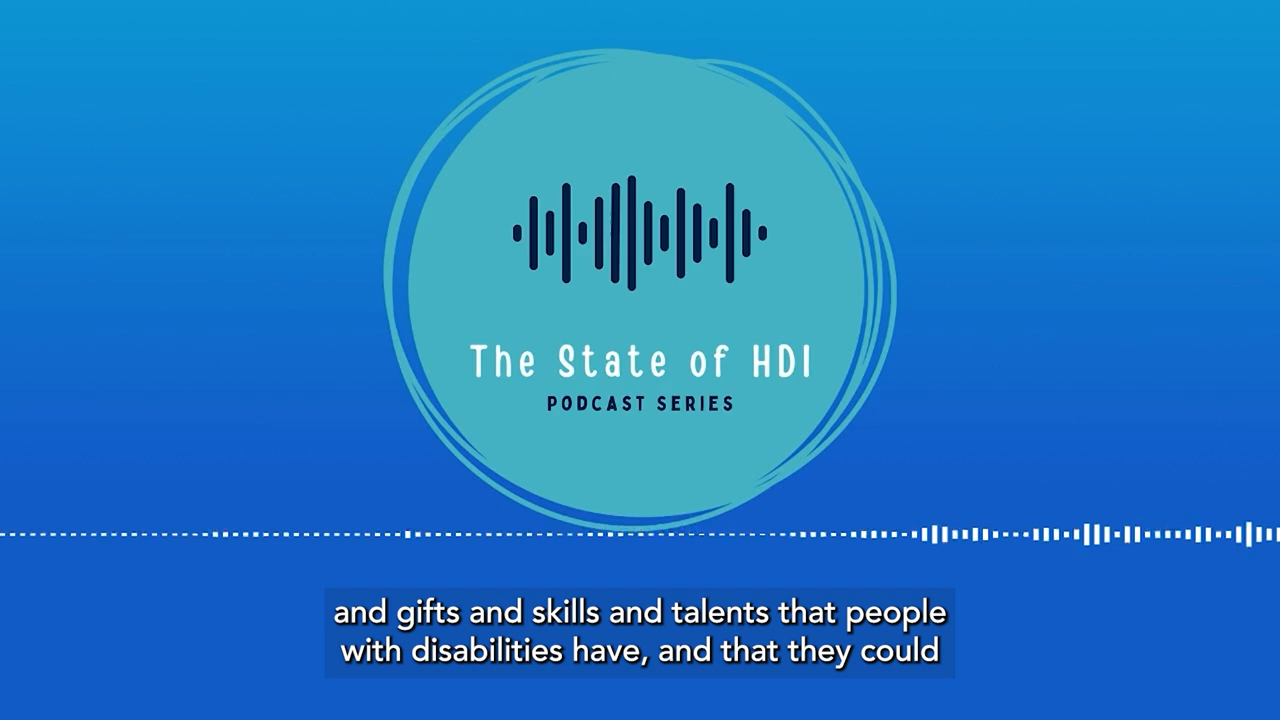 The State of HDI
PODCAST SERIES
and gifts and skills and talents that people
with disabilities have, and that they could